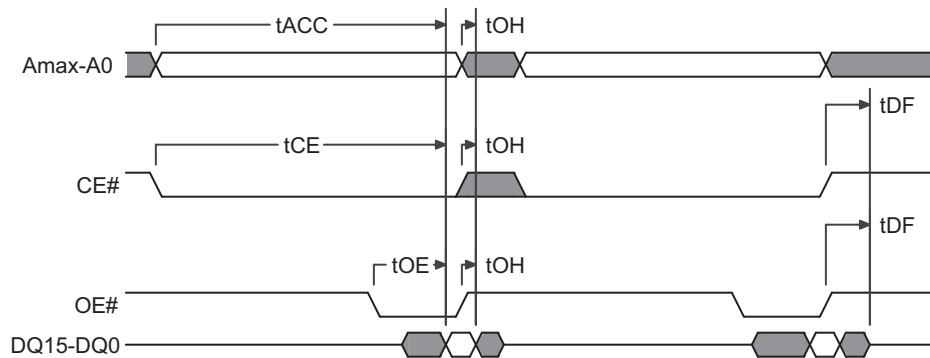 tACC tOH
Amax-A0
tDF
tCE tOH
CE#
tDF
tOE tOH
OE#
DQ15-DQ0